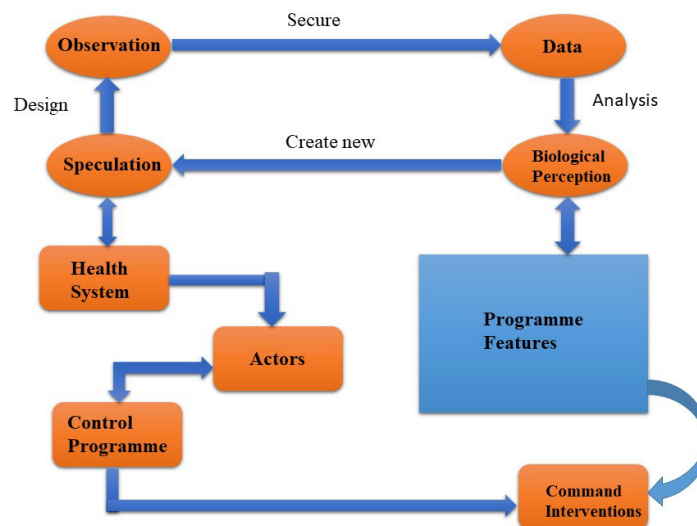 Secure
Observation
Data
Design
Analysis
Create new
Speculation
Biological
Perception
Health
System
Programme
Features
Actors
Control
Programme
Command
Interventions